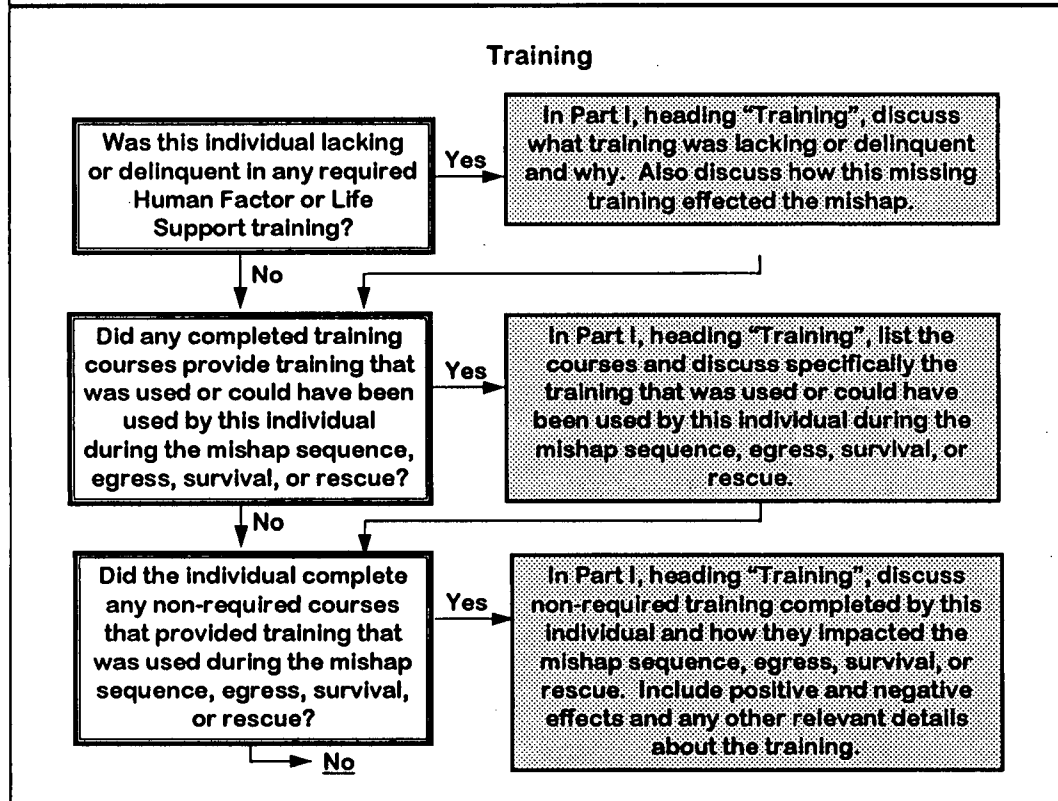 Training
Was this individual lacking
or delinquent in any required
Human Factor or Life
Support training?
Yes
In Part I, heading "Training", discuss
what training was lacking or delinquent
and why. Also discuss how this missing
training effected the mishap.
No
Did any completed training
courses provide training that
was used or could have been
used by this individual
during the mishap sequence,
egress, survival, or rescue?
Yes
In Part I, heading "Training", list the
courses and discuss specifically the
training that was used or could have
been used by this individual during the
mishap sequence, egress, survival, or
rescue.
No
Did the individual complete
any non-required courses
that provided training that
was used during the mishap
sequence, egress, survival,
or rescue?
Yes
In Part I, heading "Training", discuss
non-required training completed by this
individual and how they impacted the
mishap sequence, egress, survival, or
rescue. Include positive and negative
effects and any other relevant details
about the training.
No